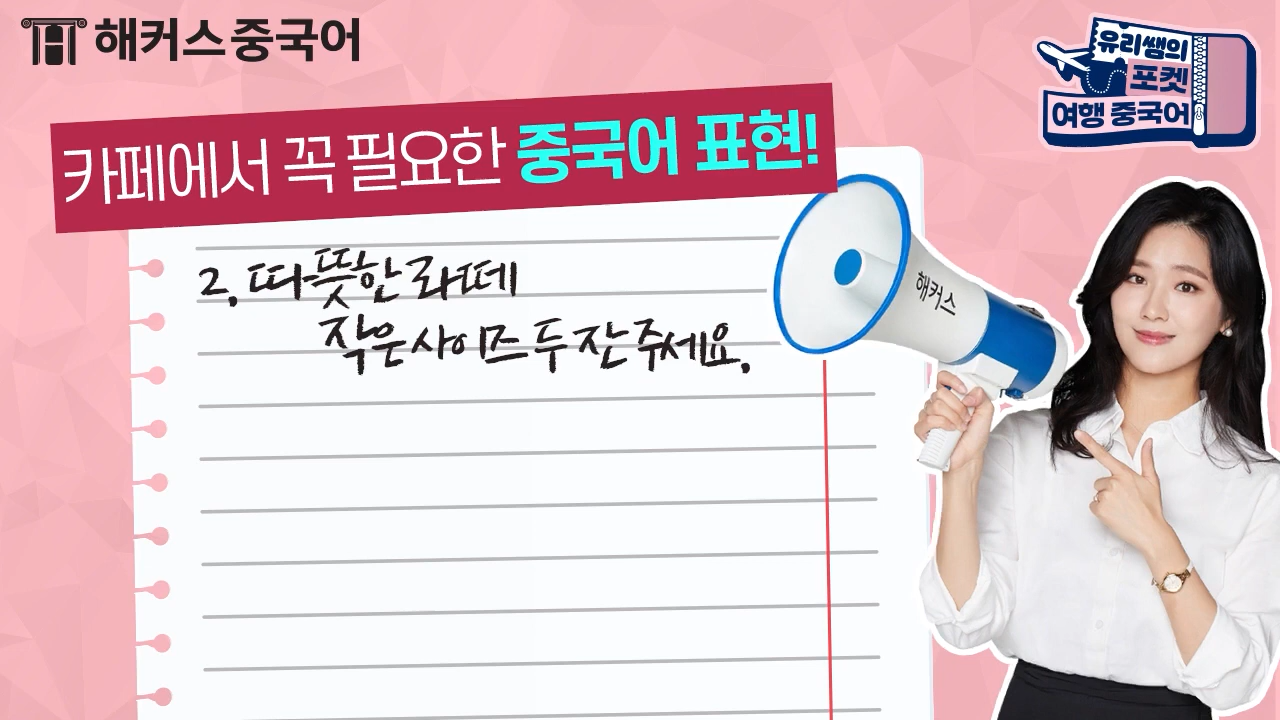 해커스 중국어
유리쌤의
포켓
여행 중국어
카페에서 꼭 필요한 중국어 표현!
2. 따뜻한 라떼
작은 사이즈 두 잔 주세요.
해커스